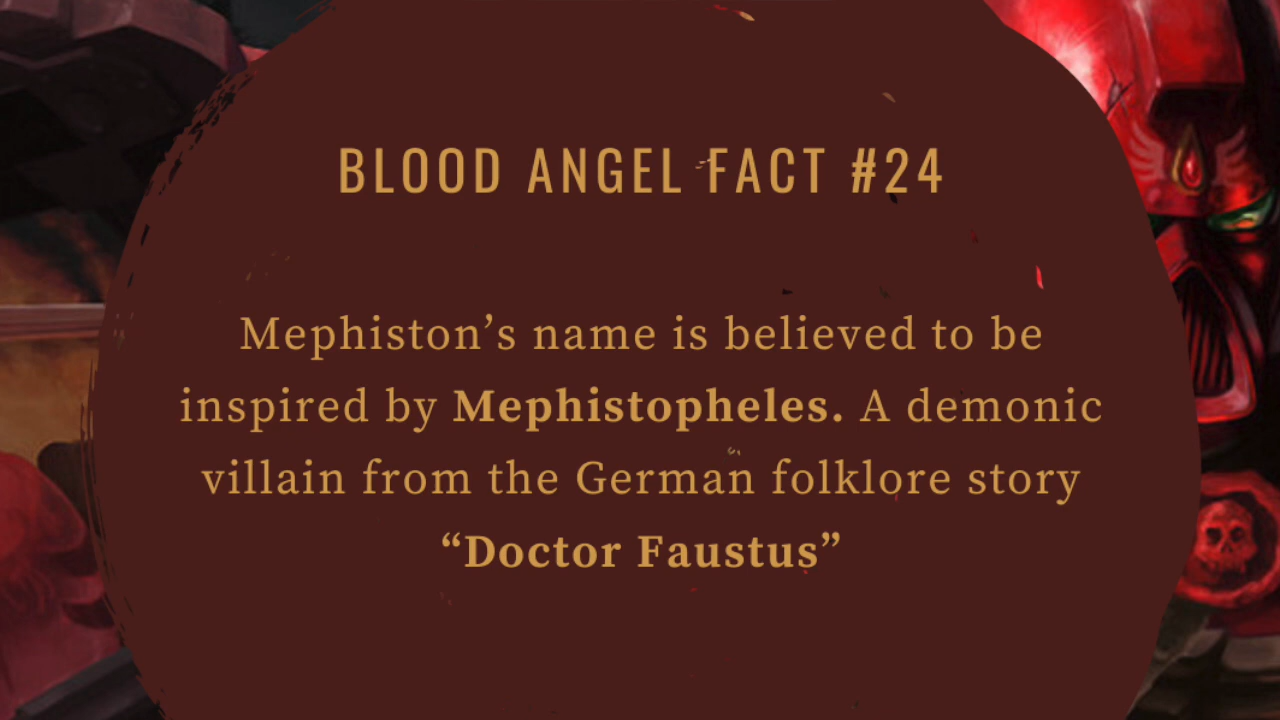 BLOOD ANGEL FACT #24
Mephiston’s name is believed to be
inspired by Mephistopheles. A demonic
villain from the German folklore story
“Doctor Faustus”